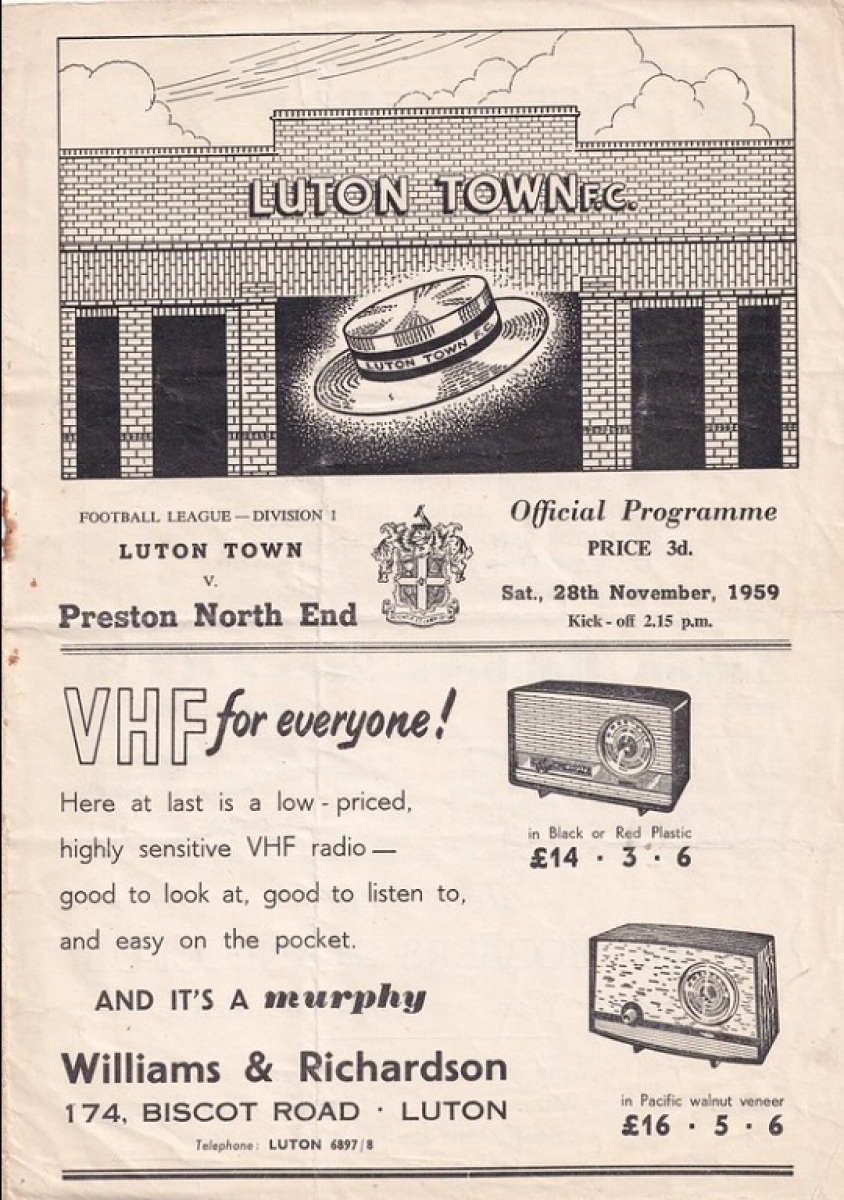 LUTON TOWN F.C.
LUTON TOWN F.C.
FOOTBALL LEAGUE — DIVISION 1
LUTON TOWN
v.
Preston North End
Official Programme
PRICE 3d.
Sat., 28th November, 1959
Kick - off 2.15 p.m.
VHF for everyone!
Here at last is a low - priced,
highly sensitive VHF radio —
good to look at, good to listen to,
and easy on the pocket.
AND IT'S A murphy
in Black or Red Plastic
£14 · 3 · 6
in Pacific walnut veneer
£16 · 5 · 6
Williams & Richardson
174, BISCOT ROAD · LUTON
Telephone: LUTON 6897/8